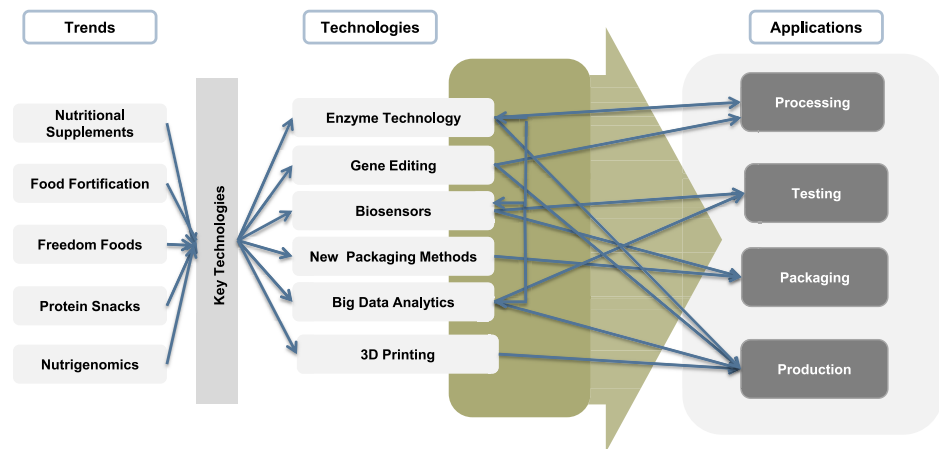 Trends
Technologies
Applications
Nutritional
Supplements
Food Fortification
Freedom Foods
Protein Snacks
Nutrigenomics
Key Technologies
Enzyme Technology
Gene Editing
Biosensors
New Packaging Methods
Big Data Analytics
3D Printing
Processing
Testing
Packaging
Production